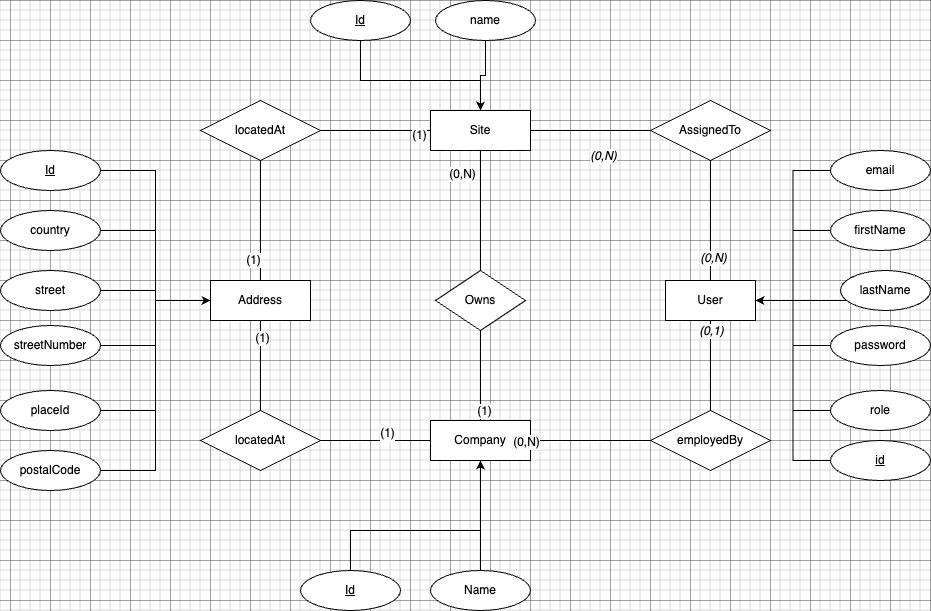 Id
name
locatedAt
(1)
Site
(0,N)
AssignedTo
(0,N)
Id
email
country
firstName
(1)
(0,N)
street
Address
Owns
User
lastName
(1)
(0,1)
streetNumber
password
placeId
(1)
role
locatedAt
(1)
Company
(0,N)
employedBy
postalCode
id
Id
Name